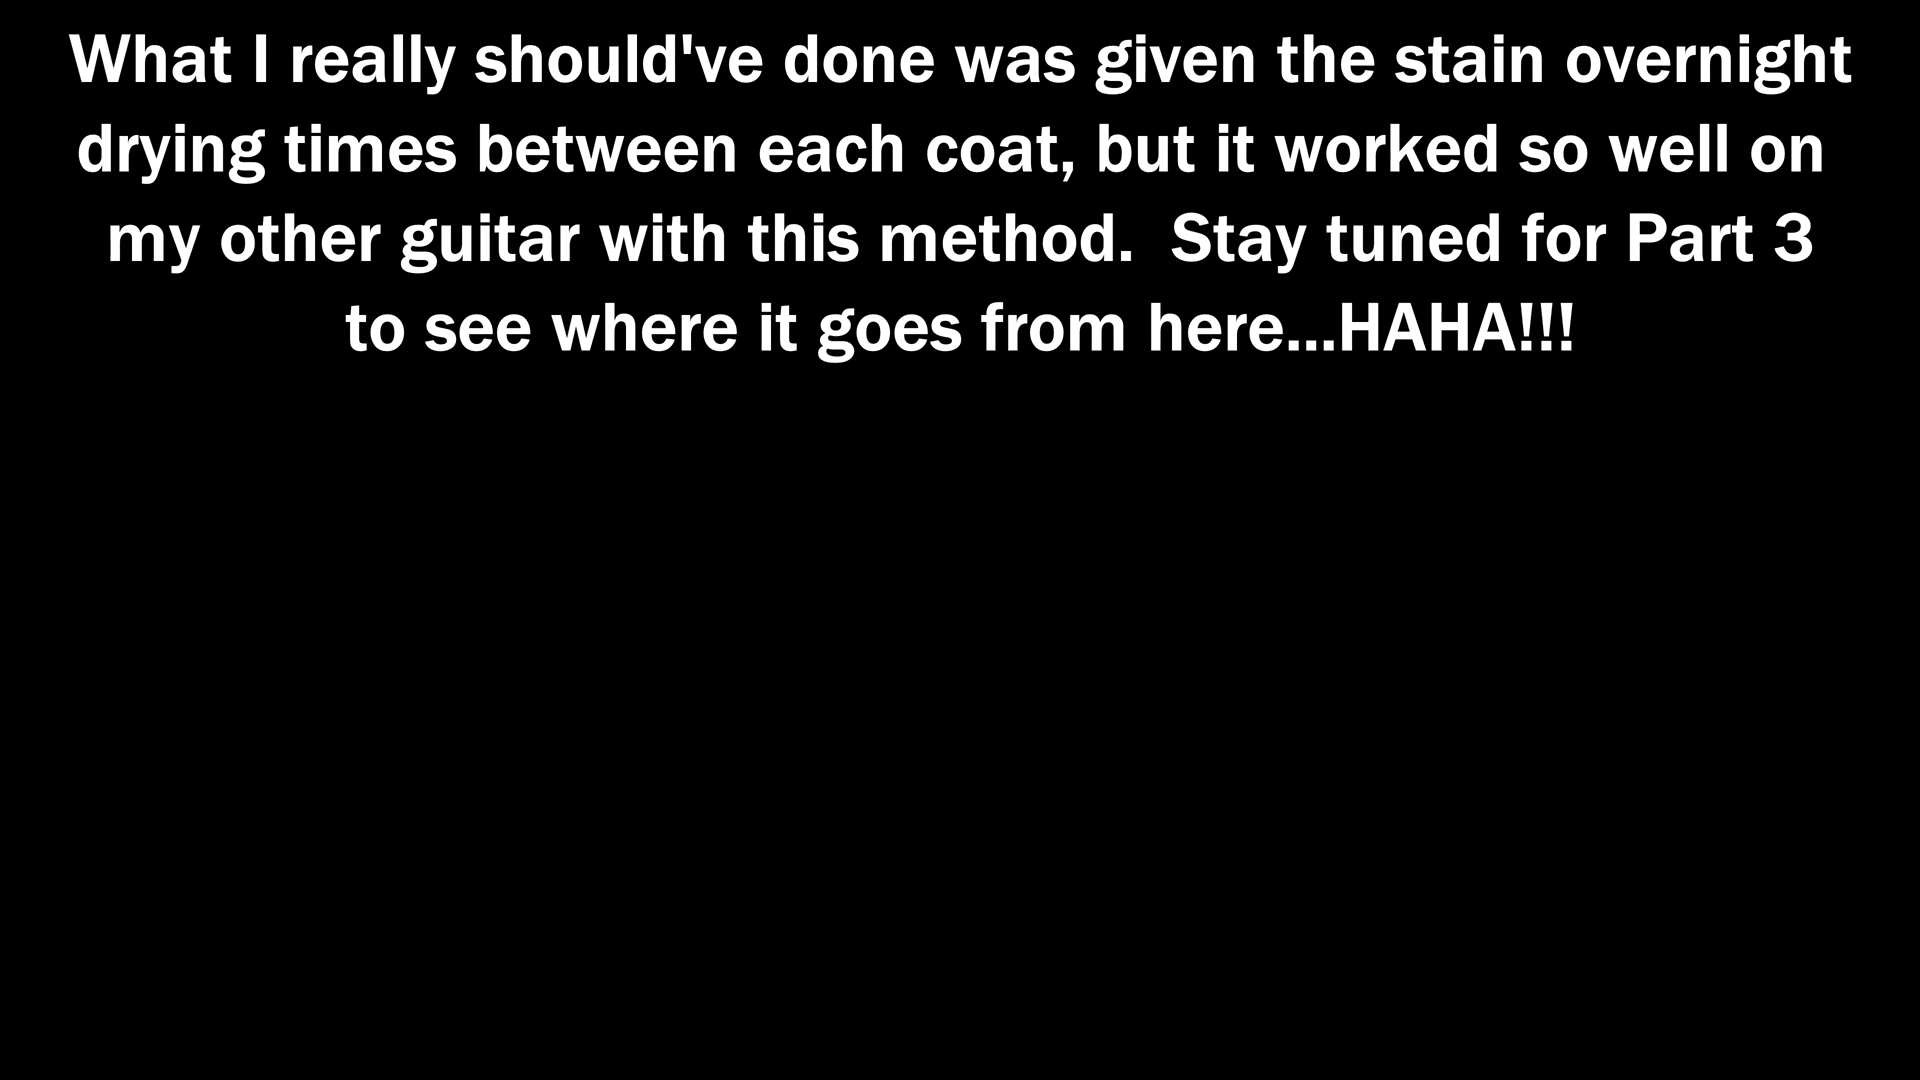 What I really should've done was given the stain overnight
drying times between each coat, but it worked so well on
my other guitar with this method.  Stay tuned for Part 3
to see where it goes from here...HAHA!!!